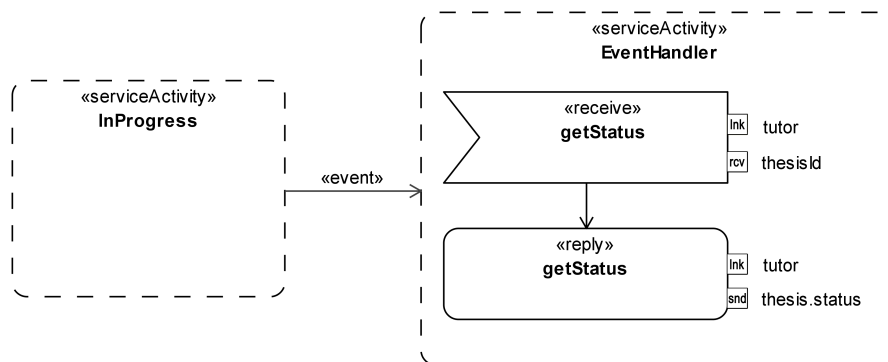 «serviceActivity»
InProgress
«event»
«serviceActivity»
EventHandler
«receive»
getStatus
lnk tutor
rcv thesisId
«reply»
getStatus
lnk tutor
snd thesis.status